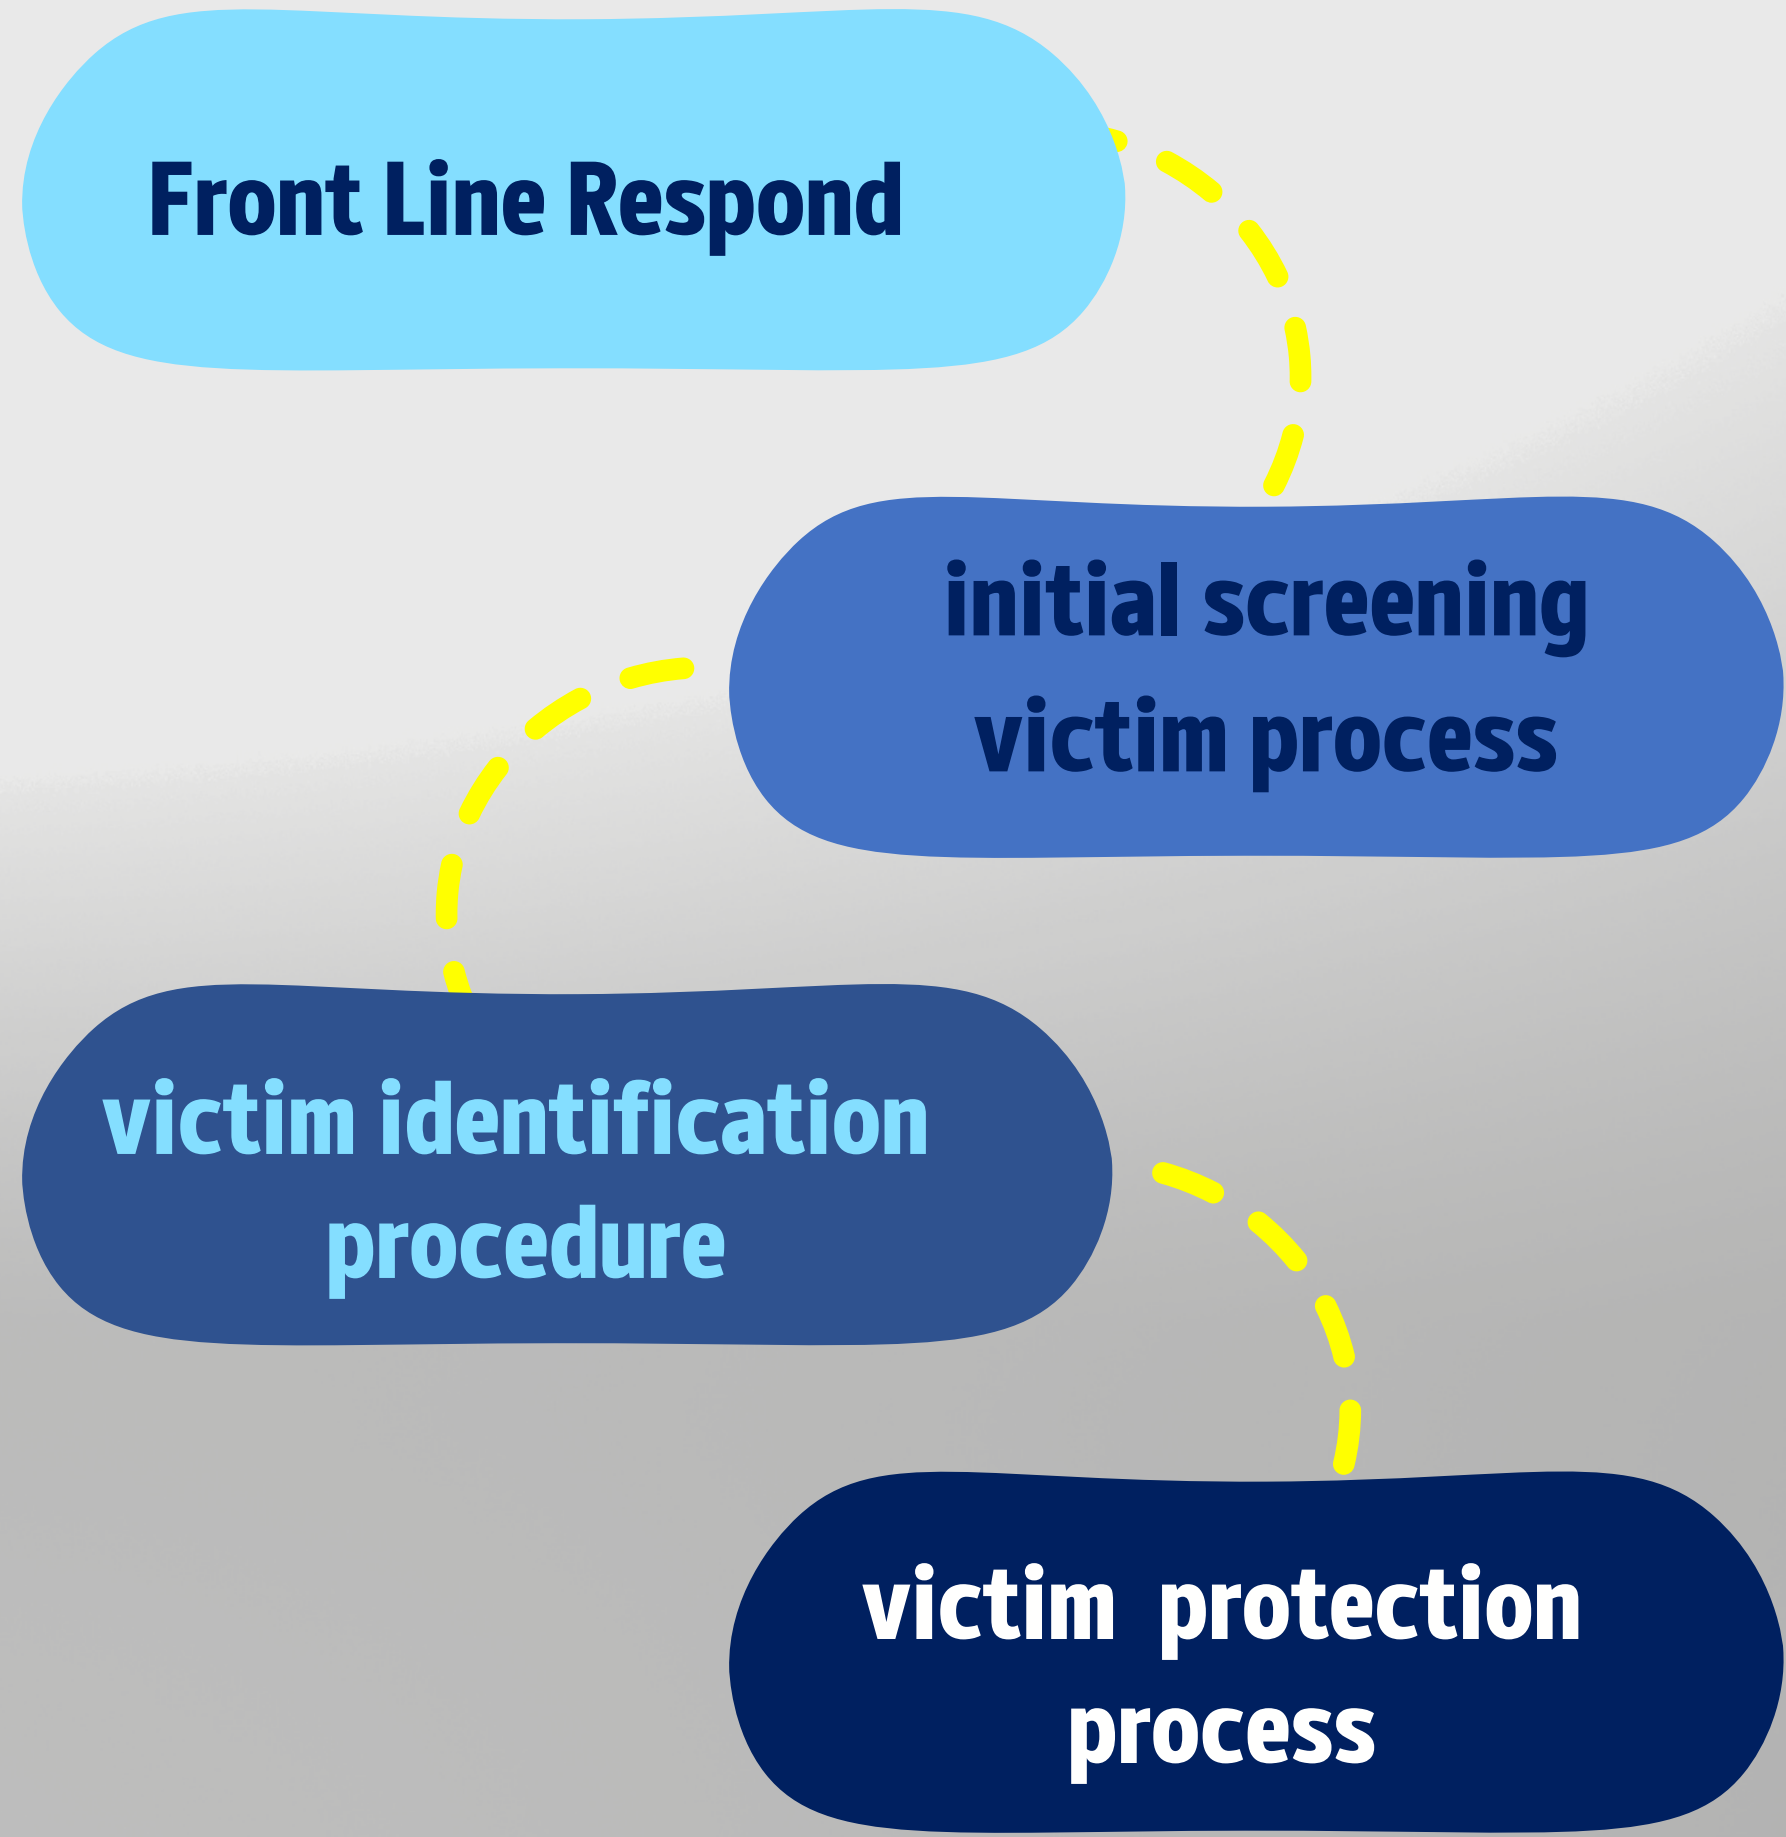 Front Line Respond
initial screening
victim process
victim identification
procedure
victim protection
process